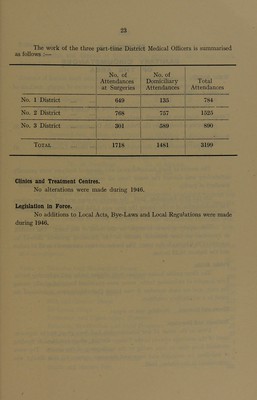 23
The work of the three part-time District Medical Officers is summarised
as follows :—
No. of Attendances at Surgeries | No. of Domiciliary Attendances | Total Attendances
No. 1 District ... 649 135 784
No. 2 District ... 768 757 1525
No. 3 District ... 301 589 890
TOTAL ... 1718 1481 3199
Clinics and Treatment Centres.
No alterations were made during 1946.
Legislation in Force.
No additions to Local Acts, Bye-Laws and Local Regulations were made
during 1946.